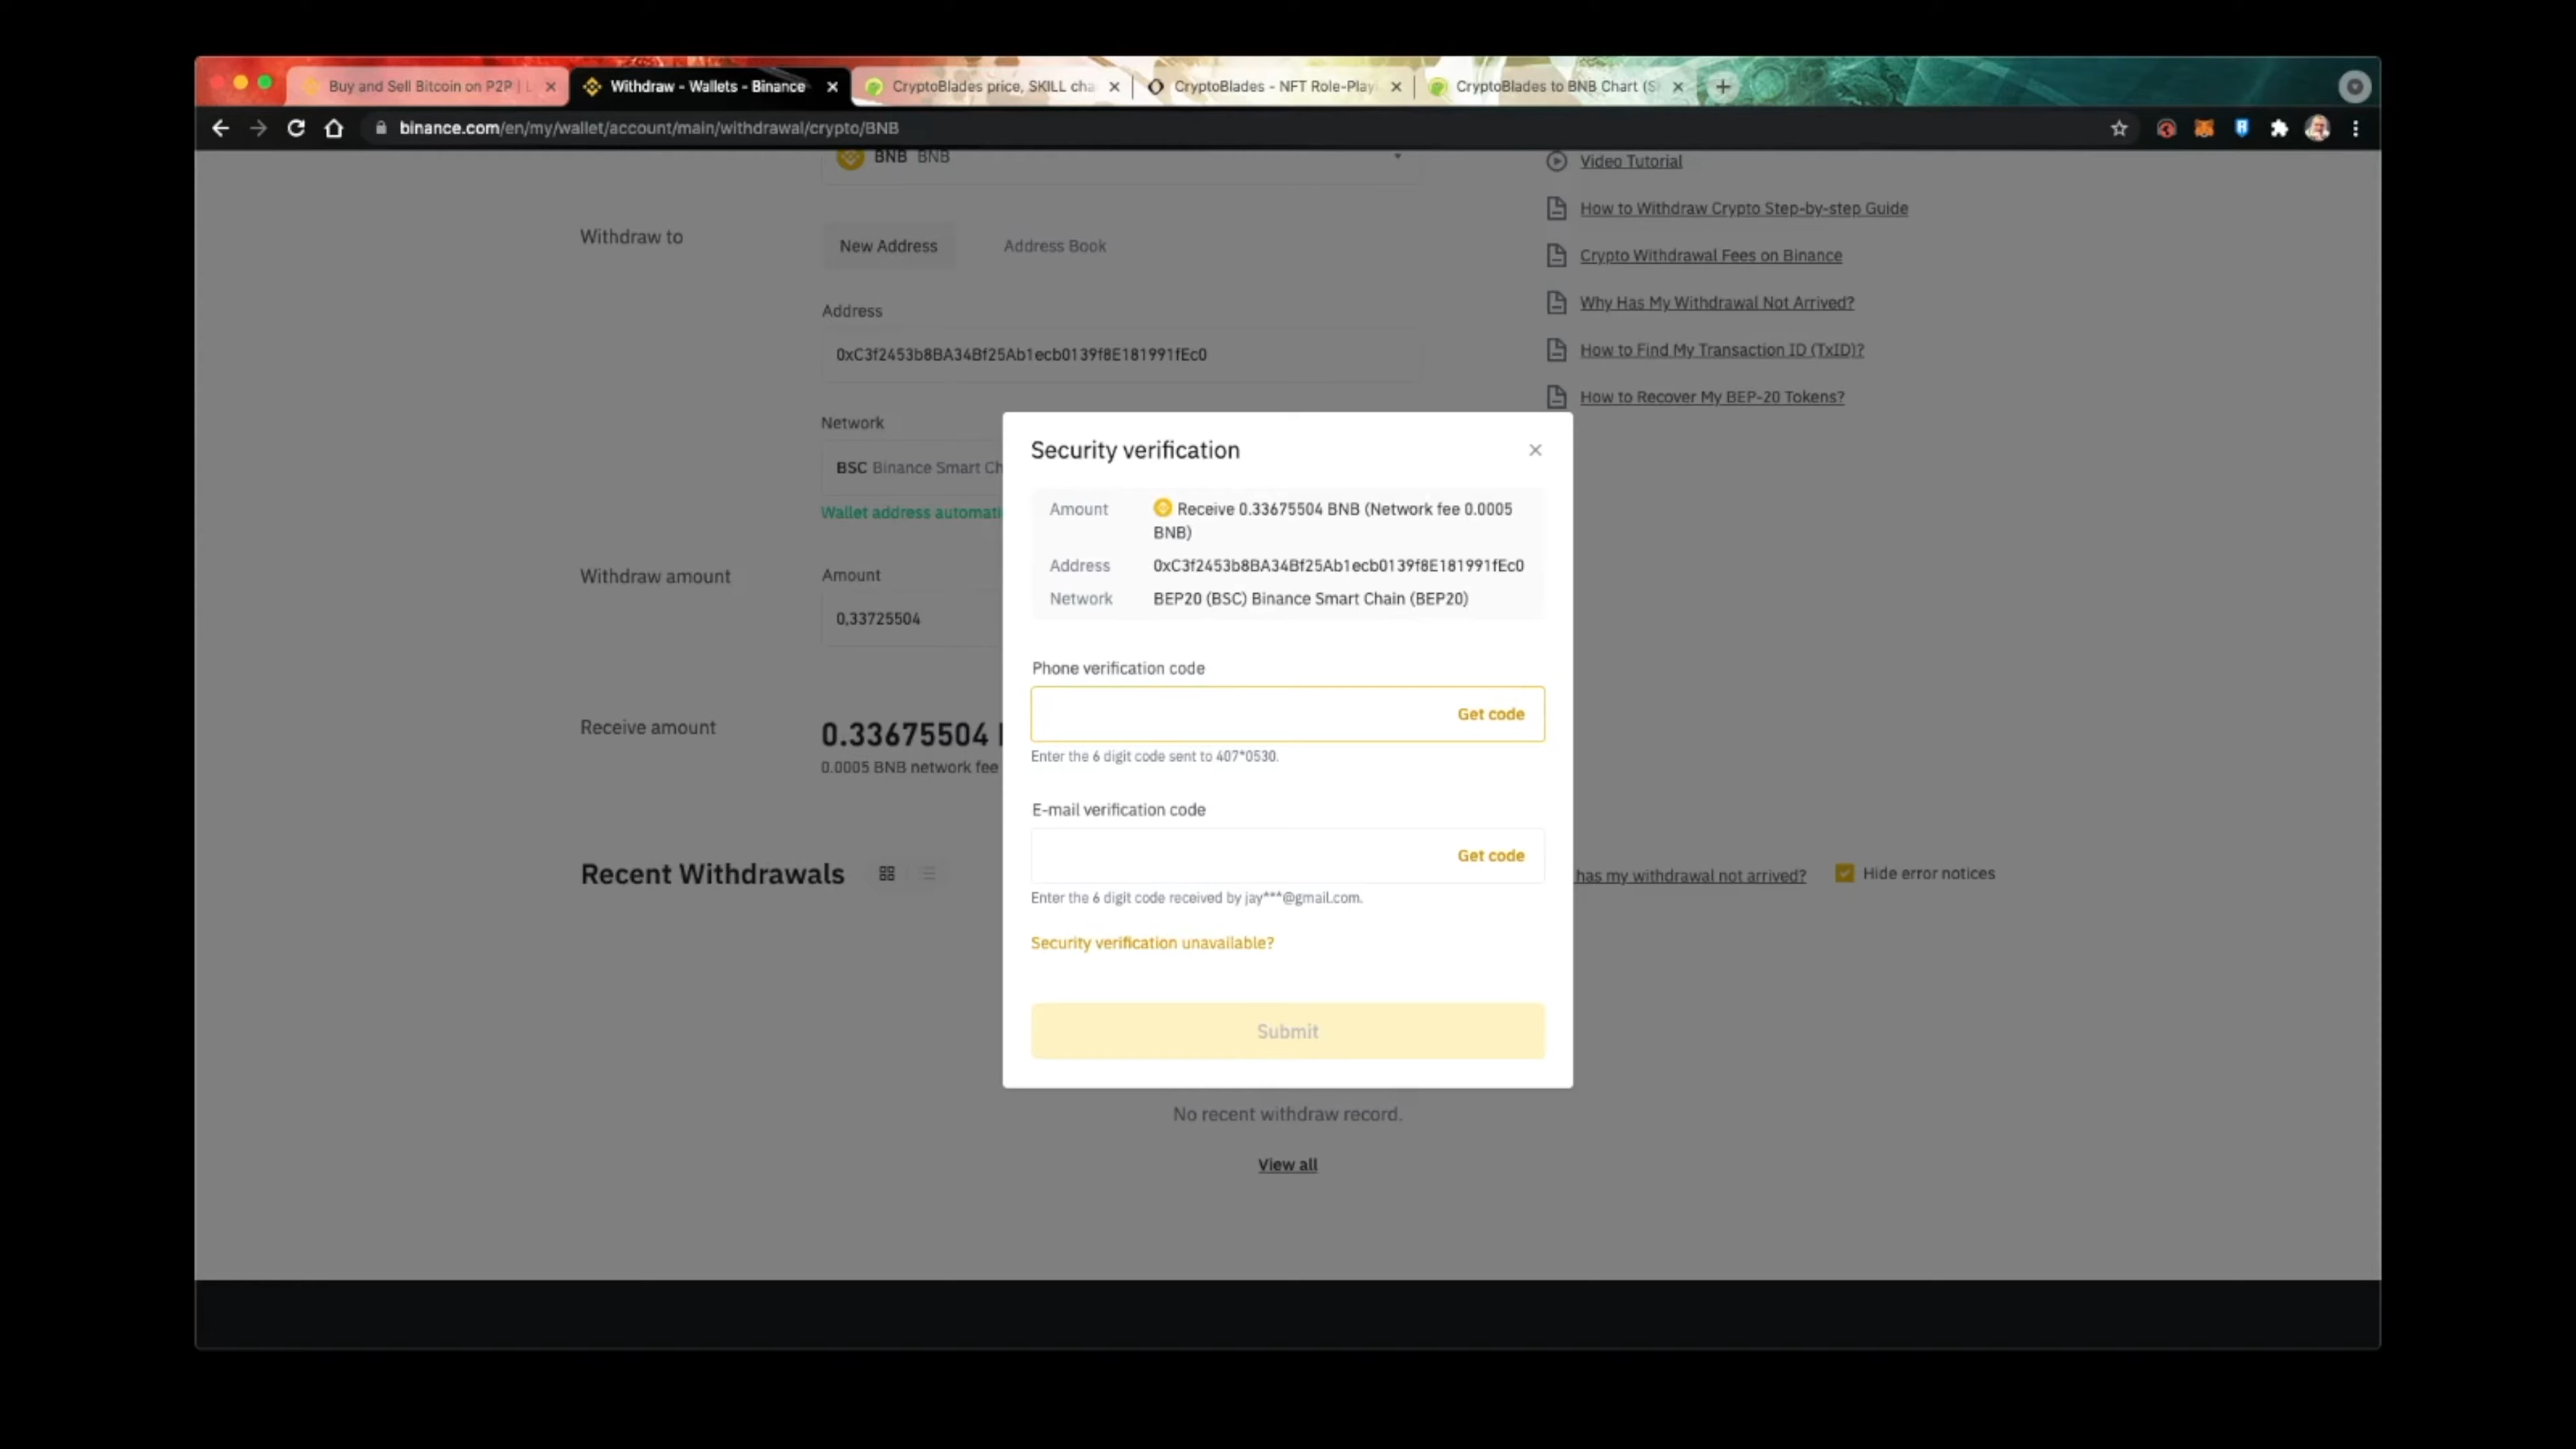 Buy and Sell Bitcoin on P2P | L
Withdraw - Wallets - Binance
CryptoBlades price, SKILL cha
CryptoBlades - NFT Role-Play
CryptoBlades to BNB Chart (S
binance.com/en/my/wallet/account/main/withdrawal/crypto/BNB
BNB BNB
Video Tutorial
How to Withdraw Crypto Step-by-step Guide
Crypto Withdrawal Fees on Binance
Why Has My Withdrawal Not Arrived?
How to Find My Transaction ID (TxID)?
How to Recover My BEP-20 Tokens?
Withdraw to
New Address
Address Book
Address
0xC3f2453b8BA34Bf25Ab1ecb0139f8E181991fEc0
Network
BSC Binance Smart Ch
Wallet address automati
Withdraw amount
Amount
0,33725504
Receive amount
0.33675504
0.0005 BNB network fee
Security verification
Amount
Receive 0.33675504 BNB (Network fee 0.0005
BNB)
Address
0xC3f2453b8BA34Bf25Ab1ecb0139f8E181991fEc0
Network
BEP20 (BSC) Binance Smart Chain (BEP20)
Phone verification code
Get code
Enter the 6 digit code sent to 407*0530.
E-mail verification code
Get code
Enter the 6 digit code received by jay***@gmail.com.
Security verification unavailable?
Submit
Recent Withdrawals
has my withdrawal not arrived?
Hide error notices
No recent withdraw record.
View all